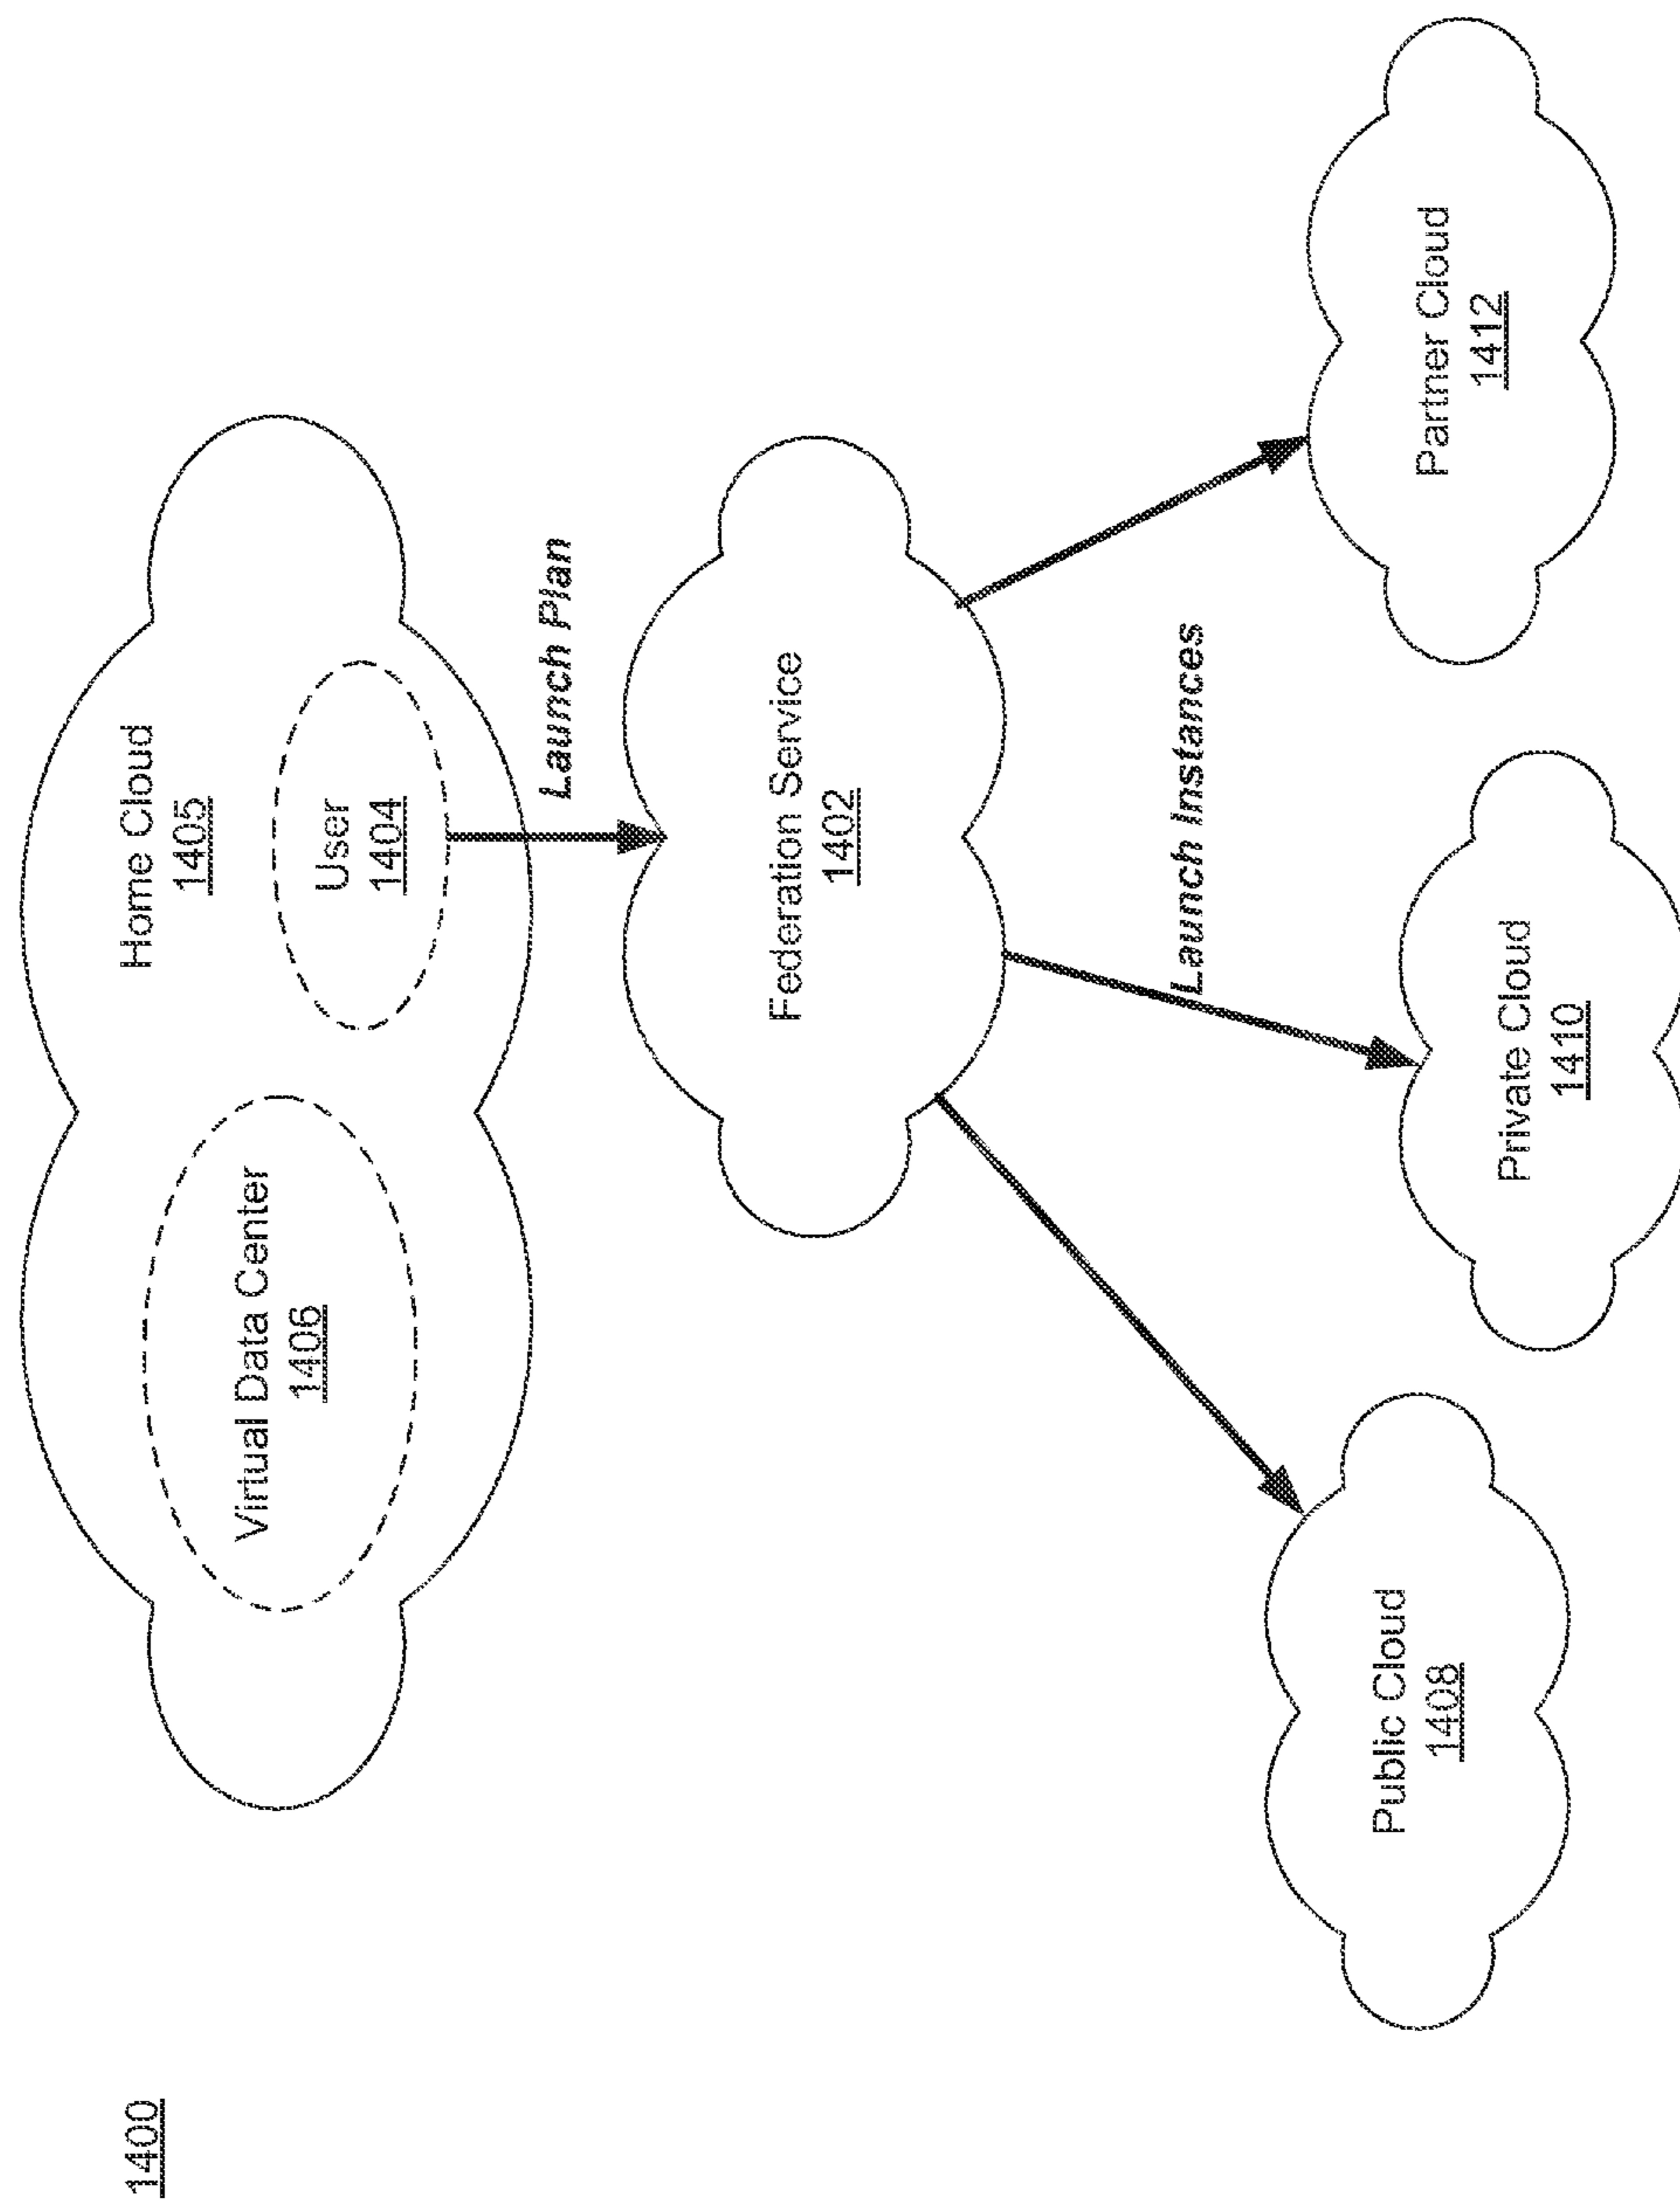 1400
Home Cloud
1405
Virtual Data Center
1406
User
1404
Launch Plan
Federation Service
1402
Launch Instances
Public Cloud
1408
Private Cloud
1410
Partner Cloud
1412